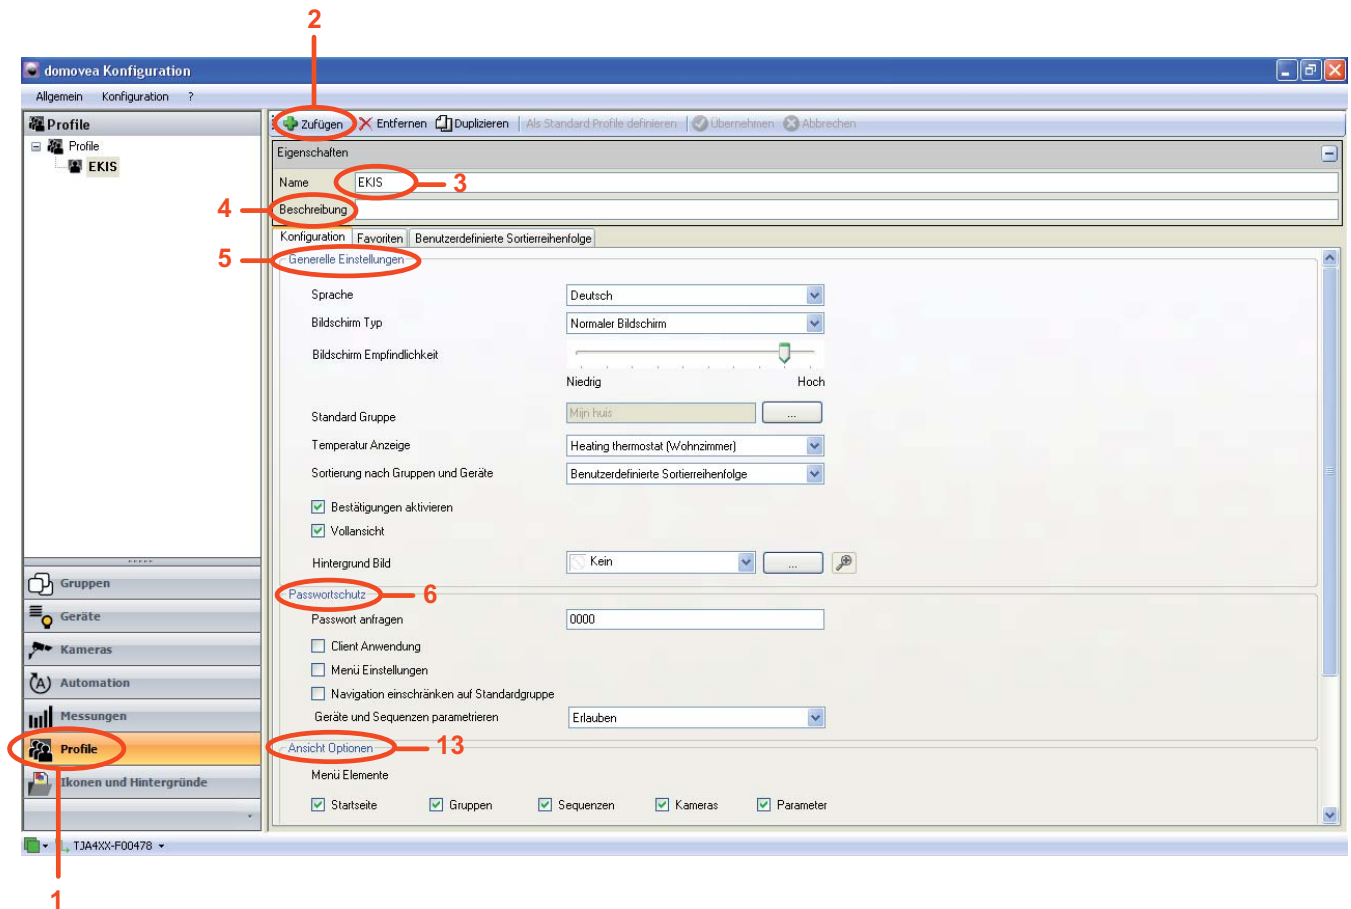 2
domovea Konfiguration
Allgemein Konfiguration ?
Profile
Profile
EKIS
Zufügen Entfernen Duplizieren Als Standard Profile definieren Übernehmen Abbrechen
Eigenschaften
Name EKIS 3
4 Beschreibung
Konfiguration Favoriten Benutzerdefinierte Sortierreihenfolge
5 Generelle Einstellungen
Sprache Deutsch
Bildschirm Typ Normaler Bildschirm
Bildschirm Empfindlichkeit
Niedrig Hoch
Standard Gruppe Mijn huis ...
Temperatur Anzeige Heating thermostat (Wohnzimmer)
Sortierung nach Gruppen und Geräte Benutzerdefinierte Sortierreihenfolge
Bestätigungen aktivieren
Vollansicht
Hintergrund Bild Kein ...
Passwortschutz 6
Passwort anfragen 0000
Client Anwendung
Menü Einstellungen
Navigation einschränken auf Standardgruppe
Geräte und Sequenzen parametrieren Erlauben
Ansicht Optionen 13
Menü Elemente
Startseite Gruppen Sequenzen Kameras Parameter
Gruppen
Geräte
Kameras
Automation
Messungen
Profile
Ikonen und Hintergründe
TJA4XX-F00478
1